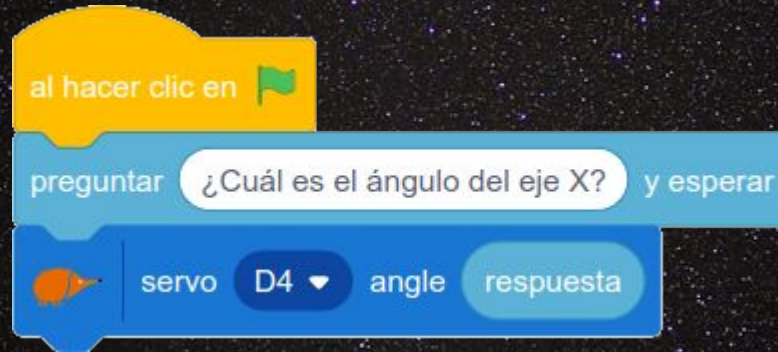 al hacer clic en
preguntar ¿Cuál es el ángulo del eje X? y esperar
servo D4 angle respuesta